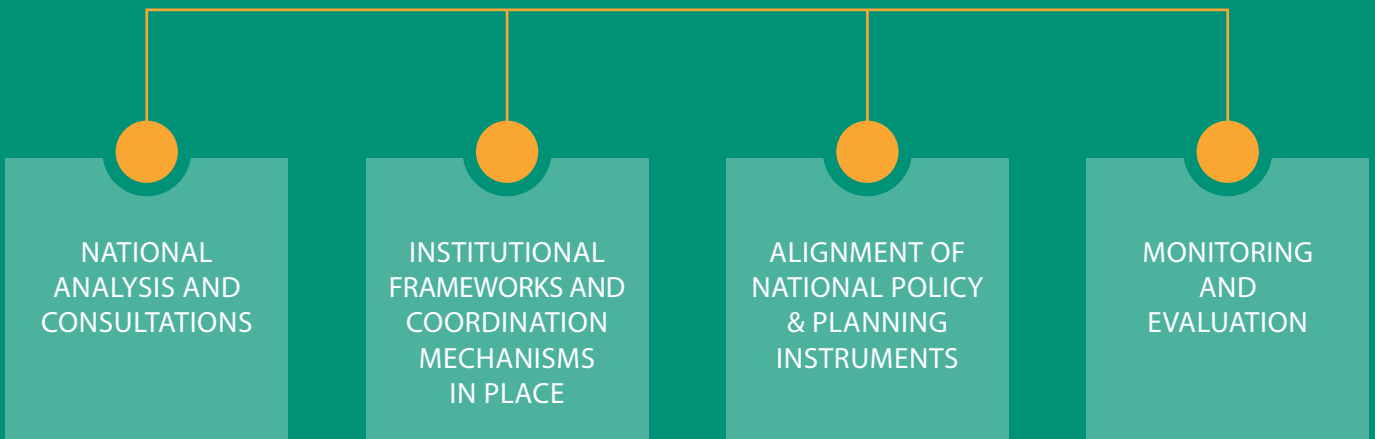 NATIONAL
ANALYSIS AND
CONSULTATIONS
INSTITUTIONAL
FRAMEWORKS AND
COORDINATION
MECHANISMS
IN PLACE
ALIGNMENT OF
NATIONAL POLICY
& PLANNING
INSTRUMENTS
MONITORING
AND
EVALUATION